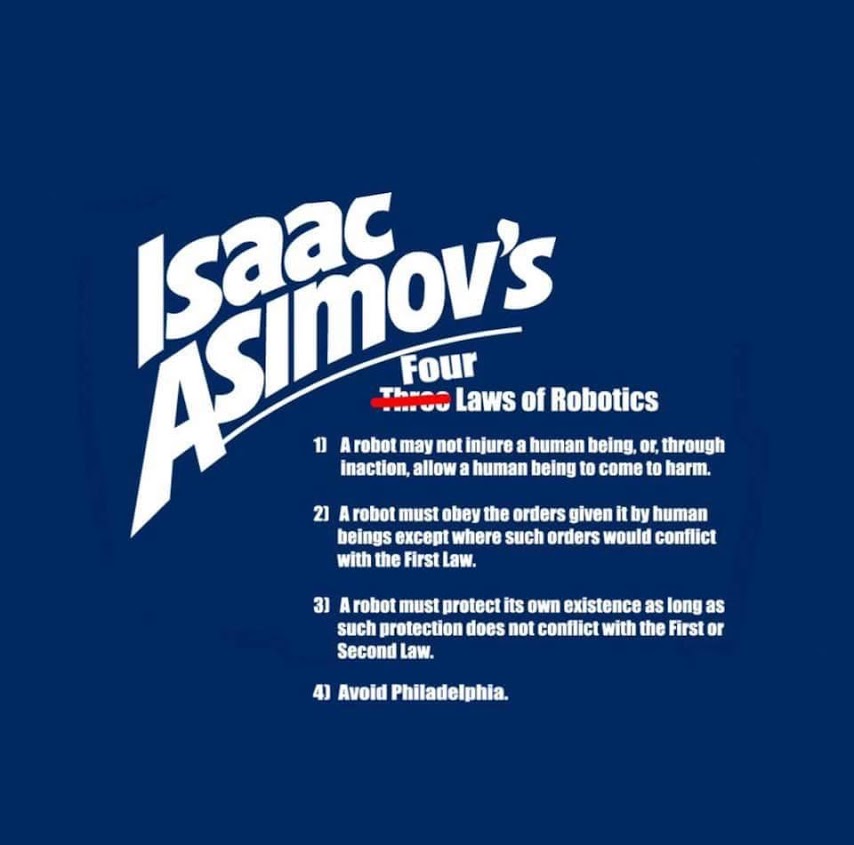 Isaac
Asimov's
Four
Three Laws of Robotics
1) A robot may not injure a human being, or, through
inaction, allow a human being to come to harm.
2) A robot must obey the orders given it by human
beings except where such orders would conflict
with the First Law.
3) A robot must protect its own existence as long as
such protection does not conflict with the First or
Second Law.
4) Avoid Philadelphia.